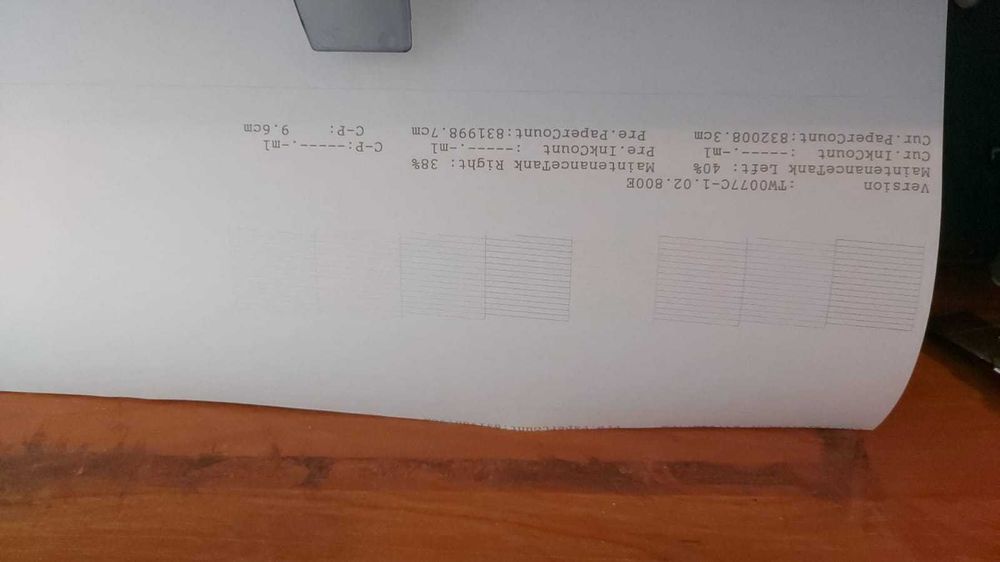 Version :TW0077C-1.02.800E
MaintenanceTank Left: 40% MaintenanceTank Right: 38%
Cur.InkCount :-----.-ml Pre.InkCount :-----.-ml C-P:-----.-ml
Cur.PaperCount:832008.3cm Pre.PaperCount:831998.7cm C-P: 9.6cm